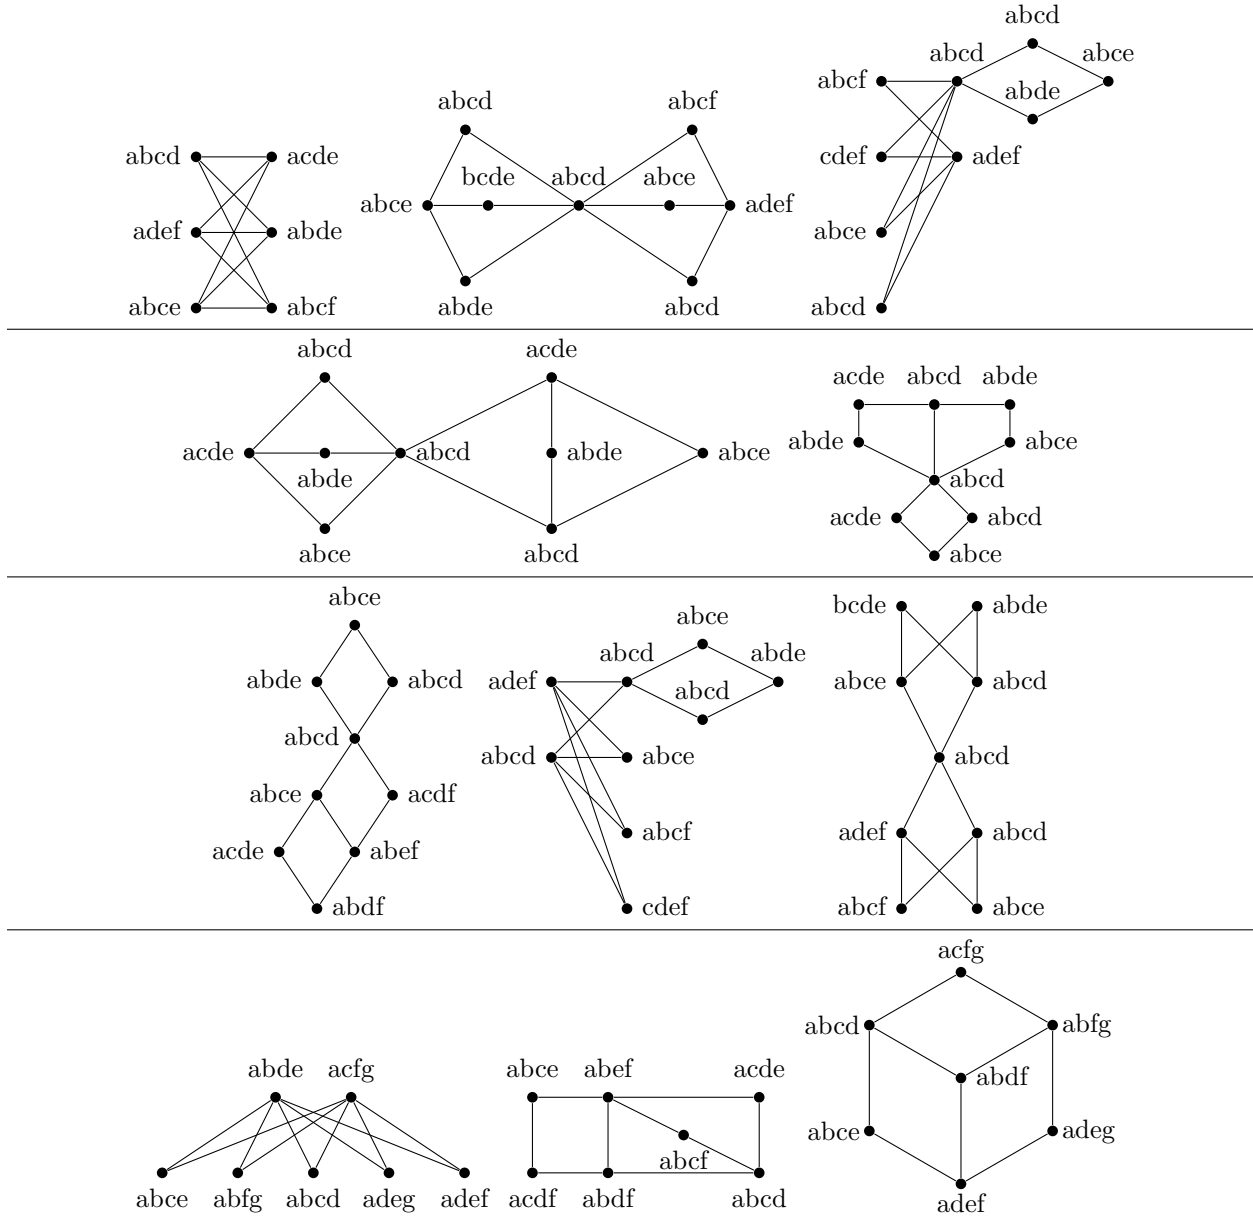 abcd
abcd abce
abcf
abde
abcd abcf
abcd acde
bcde abcd abce
cdef adef
abce adef
adef abde
abce
abce abcf
abde abcd
abcd
abcd acde
acde abcd abde
abde abce
acde abcd abde abce
abde
abcd
acde abcd
abce abcd
abce
abce
bcde abde
abce
abcd abde
abde abcd
adef
abcd
abce abcd
abcd
abcd abce
abcd
abce acdf
adef abcd
abcf
acde abef
abdf
cdef
abcf abce
acfg
abcd abfg
abde acfg
abce abef acde
abdf
abce adeg
abcf
abce abfg abcd adeg adef
acdf abdf abcd
adef